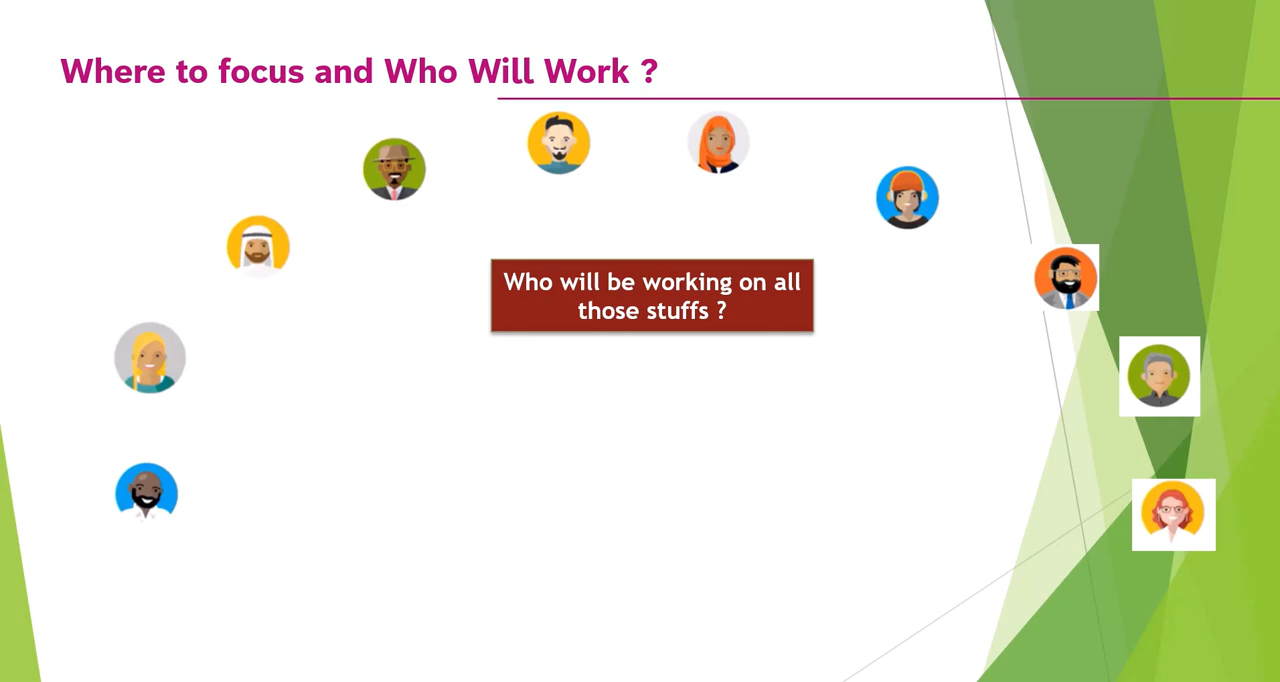 Where to focus and Who Will Work ?
Who will be working on all
those stuffs ?